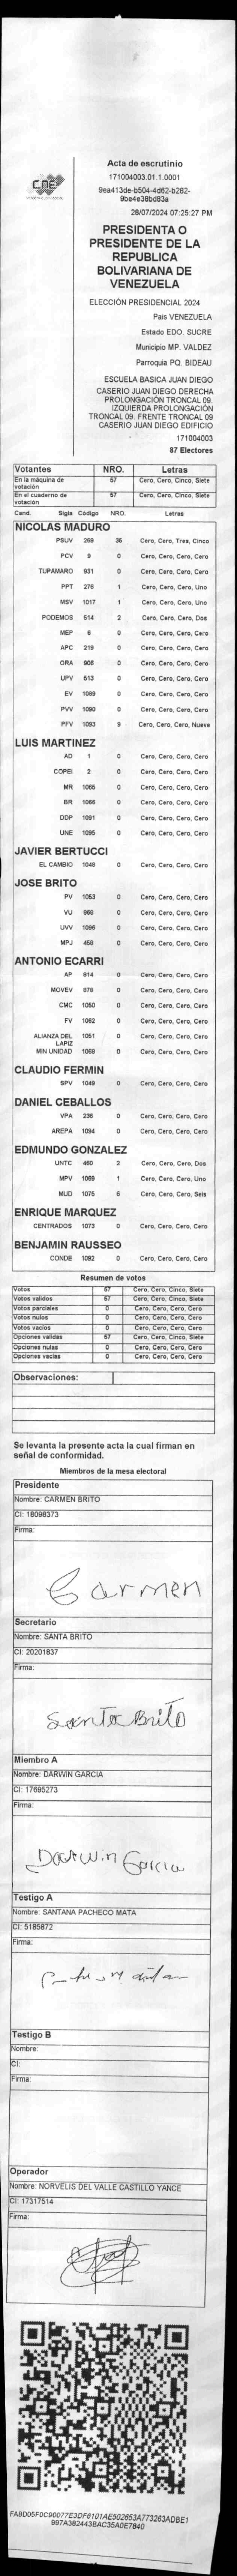 CNE
Acta de escrutinio
171004003.01.1.0001
9ea413de-b504-4d62-b282-
9be4e38bd83a
28/07/2024 07:25:27 PM
PRESIDENTA O
PRESIDENTE DE LA
REPUBLICA
BOLIVARIANA DE
VENEZUELA
ELECCIÓN PRESIDENCIAL 2024
Pais VENEZUELA
Estado EDO. SUCRE
Municipio MP. VALDEZ
Parroquia PQ. BIDEAU
ESCUELA BASICA JUAN DIEGO
CASERIO JUAN DIEGO DERECHA
PROLONGACIÓN TRONCAL 09.
IZQUIERDA PROLONGACIÓN
TRONCAL 09. FRENTE TRONCAL 09
CASERIO JUAN DIEGO EDIFICIO
171004003
87 Electores
Votantes NRO. Letras
En la máquina de votación 57 Cero, Cero, Cinco, Siete
En el cuaderno de votación 57 Cero, Cero, Cinco, Siete
Cand. Sigla Código NRO. Letras
NICOLAS MADURO
PSUV 269 35 Cero, Cero, Tres, Cinco
PCV 9 0 Cero, Cero, Cero, Cero
TUPAMARO 931 0 Cero, Cero, Cero, Cero
PPT 276 1 Cero, Cero, Cero, Uno
MSV 1017 1 Cero, Cero, Cero, Uno
PODEMOS 514 2 Cero, Cero, Cero, Dos
MEP 6 0 Cero, Cero, Cero, Cero
APC 219 0 Cero, Cero, Cero, Cero
ORA 906 0 Cero, Cero, Cero, Cero
UPV 613 0 Cero, Cero, Cero, Cero
EV 1089 0 Cero, Cero, Cero, Cero
PVV 1090 0 Cero, Cero, Cero, Cero
PFV 1093 9 Cero, Cero, Cero, Nueve
LUIS MARTINEZ
AD 1 0 Cero, Cero, Cero, Cero
COPEI 2 0 Cero, Cero, Cero, Cero
MR 1065 0 Cero, Cero, Cero, Cero
BR 1066 0 Cero, Cero, Cero, Cero
DDP 1091 0 Cero, Cero, Cero, Cero
UNE 1095 0 Cero, Cero, Cero, Cero
JAVIER BERTUCCI
EL CAMBIO 1048 0 Cero, Cero, Cero, Cero
JOSE BRITO
PV 1053 0 Cero, Cero, Cero, Cero
VU 869 0 Cero, Cero, Cero, Cero
UVV 1096 0 Cero, Cero, Cero, Cero
MPJ 458 0 Cero, Cero, Cero, Cero
ANTONIO ECARRI
AP 814 0 Cero, Cero, Cero, Cero
MOVEV 878 0 Cero, Cero, Cero, Cero
CMC 1050 0 Cero, Cero, Cero, Cero
FV 1062 0 Cero, Cero, Cero, Cero
ALIANZA DEL LAPIZ 1051 0 Cero, Cero, Cero, Cero
MIN UNIDAD 1069 0 Cero, Cero, Cero, Cero
CLAUDIO FERMIN
SPV 1049 0 Cero, Cero, Cero, Cero
DANIEL CEBALLOS
VPA 236 0 Cero, Cero, Cero, Cero
AREPA 1094 0 Cero, Cero, Cero, Cero
EDMUNDO GONZALEZ
UNTC 460 2 Cero, Cero, Cero, Dos
MPV 1068 1 Cero, Cero, Cero, Uno
MUD 1075 6 Cero, Cero, Cero, Seis
ENRIQUE MARQUEZ
CENTRADOS 1073 0 Cero, Cero, Cero, Cero
BENJAMIN RAUSSEO
CONDE 1092 0 Cero, Cero, Cero, Cero
Resumen de votos
Votos 57 Cero, Cero, Cinco, Siete
Votos validos 57 Cero, Cero, Cinco, Siete
Votos parciales 0 Cero, Cero, Cero, Cero
Votos nulos 0 Cero, Cero, Cero, Cero
Votos vacíos 0 Cero, Cero, Cero, Cero
Opciones validas 57 Cero, Cero, Cinco, Siete
Opciones nulas 0 Cero, Cero, Cero, Cero
Opciones vacías 0 Cero, Cero, Cero, Cero
Observaciones:
Se levanta la presente acta la cual firman en
señal de conformidad.
Miembros de la mesa electoral
Presidente
Nombre: CARMEN BRITO
CI: 18098373
Firma:
Carmen
Secretario
Nombre: SANTA BRITO
CI: 20201837
Firma:
Santa Brito
Miembro A
Nombre: DARWIN GARCIA
CI: 17695273
Firma:
Darwin Garcia
Testigo A
Nombre: SANTANA PACHECO MATA
CI: 5185872
Firma:
Testigo B
Nombre:
CI:
Firma:
Operador
Nombre: NORVELIS DEL VALLE CASTILLO YANCE
CI: 17317514
Firma:
FA8D05F0C90077E3DF6101AE502653A773263ADBE1
997A382443BAC35A0E7840